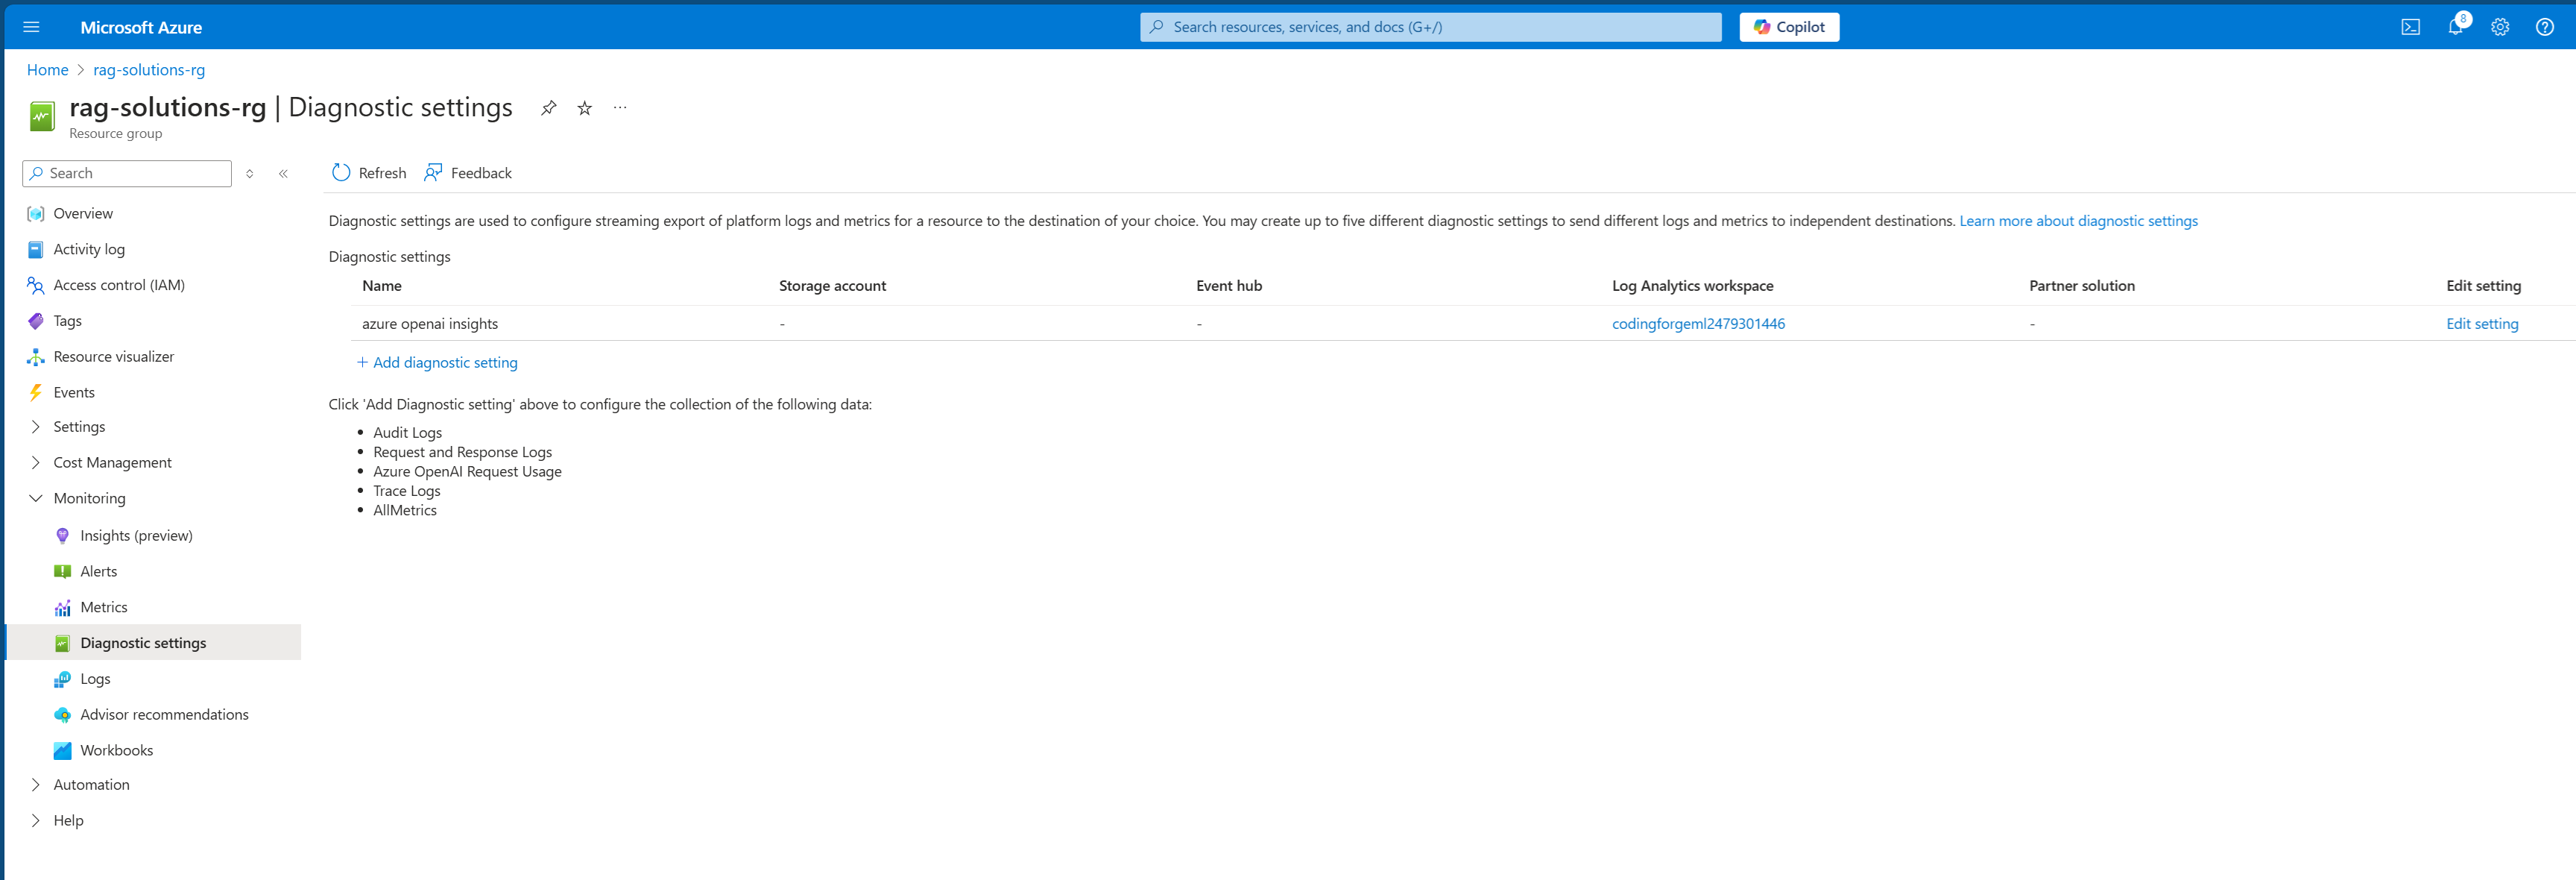 Microsoft Azure
Search resources, services, and docs (G+/)
Copilot
8
Home > rag-solutions-rg
rag-solutions-rg | Diagnostic settings
Resource group
Search
Refresh
Feedback
Overview
Activity log
Access control (IAM)
Tags
Resource visualizer
Events
Settings
Cost Management
Monitoring
Insights (preview)
Alerts
Metrics
Diagnostic settings
Logs
Advisor recommendations
Workbooks
Automation
Help
Diagnostic settings are used to configure streaming export of platform logs and metrics for a resource to the destination of your choice. You may create up to five different diagnostic settings to send different logs and metrics to independent destinations. Learn more about diagnostic settings
Diagnostic settings
Name Storage account Event hub Log Analytics workspace Partner solution Edit setting
azure openai insights - - codingforgeml2479301446 - Edit setting
+ Add diagnostic setting
Click 'Add Diagnostic setting' above to configure the collection of the following data:
• Audit Logs
• Request and Response Logs
• Azure OpenAI Request Usage
• Trace Logs
• AllMetrics